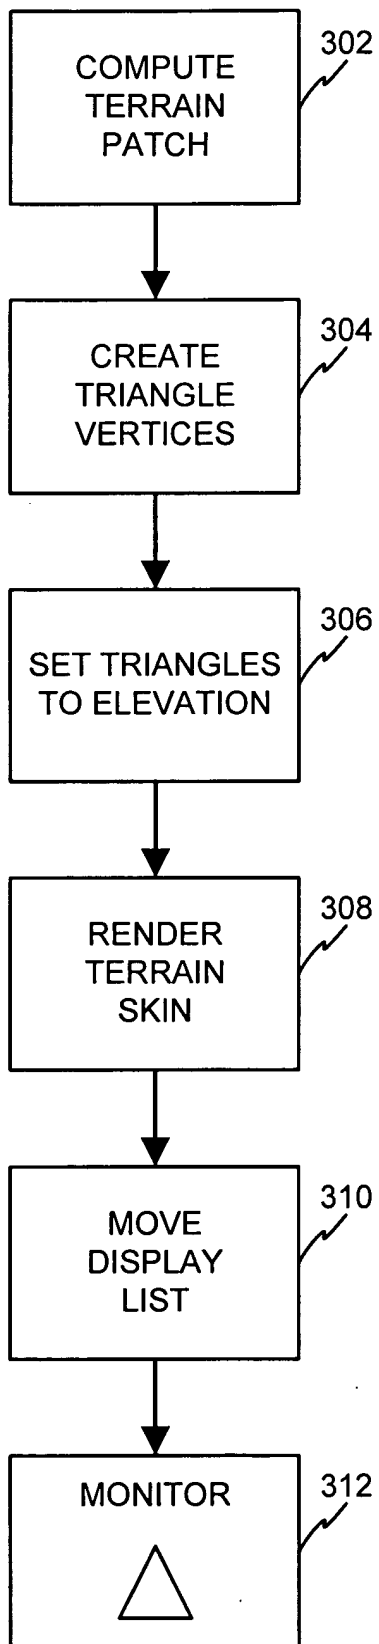 302
COMPUTE
TERRAIN
PATCH
304
CREATE
TRIANGLE
VERTICES
306
SET TRIANGLES
TO ELEVATION
308
RENDER
TERRAIN
SKIN
310
MOVE
DISPLAY
LIST
312
MONITOR